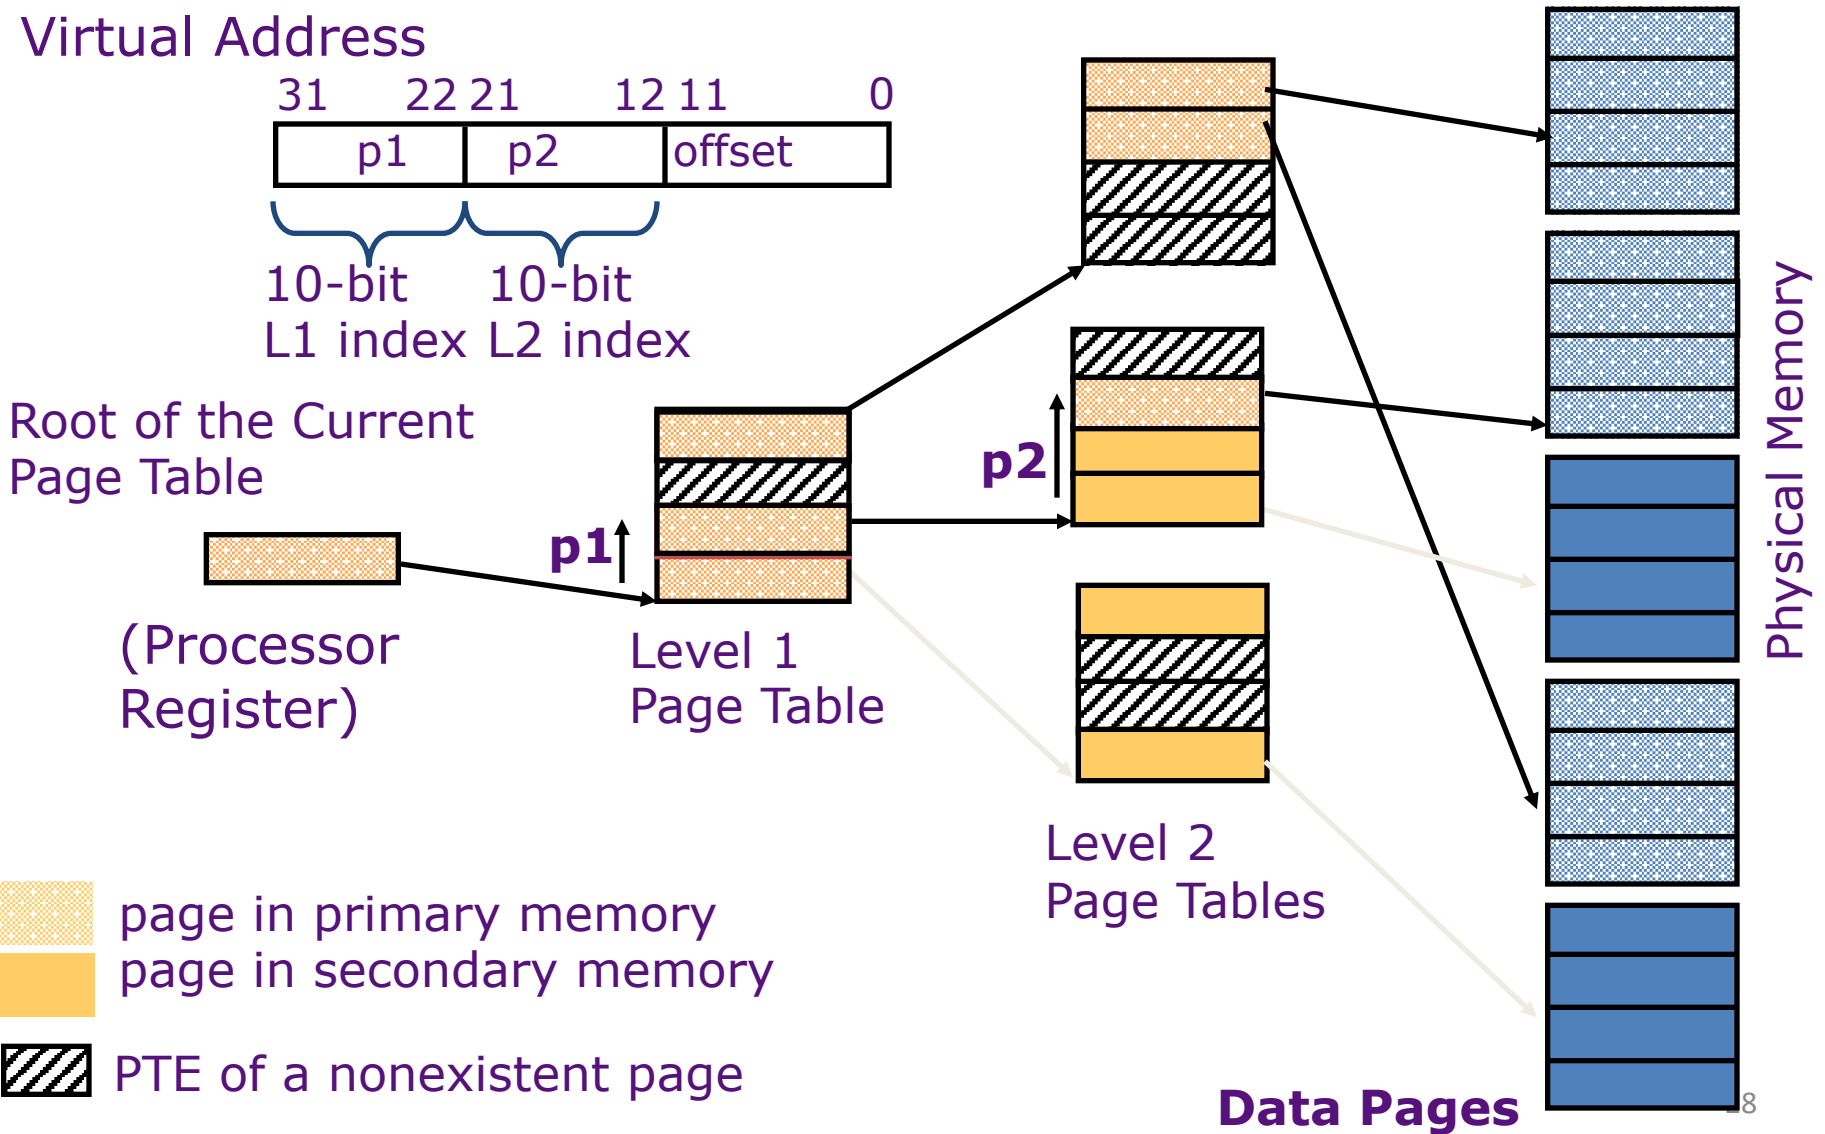 Virtual Address
31 22 21 12 11 0
p1 p2 offset
10-bit 10-bit
L1 index L2 index
Root of the Current
Page Table
(Processor
Register)
p1
Level 1
Page Table
p2
Level 2
Page Tables
Physical Memory
page in primary memory
page in secondary memory
PTE of a nonexistent page
Data Pages